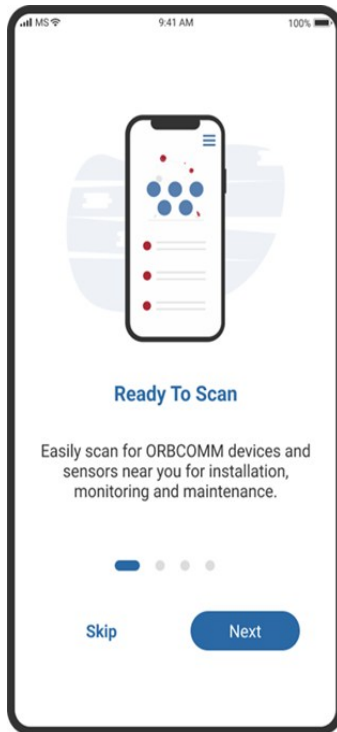 MS 9:41 AM 100%
Ready To Scan
Easily scan for ORBCOMM devices and
sensors near you for installation,
monitoring and maintenance.
Skip Next